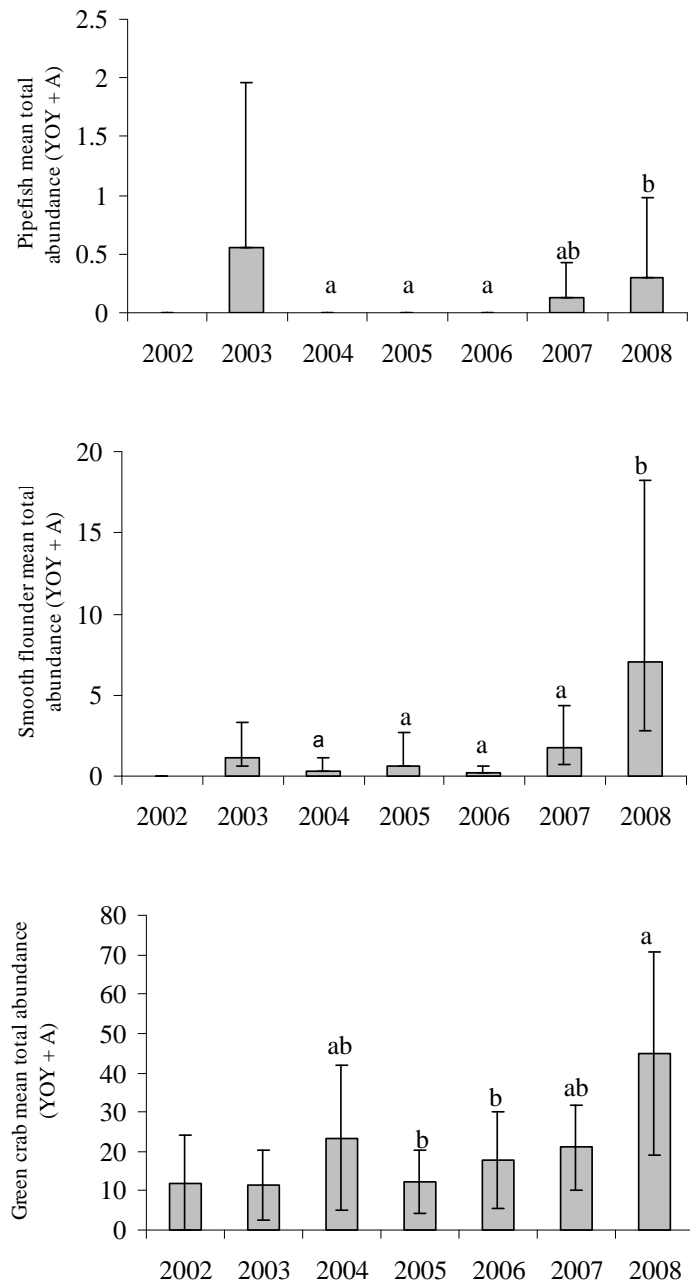 Pipefish mean total
abundance (YOY + A)
2.5
2
1.5
1
0.5
0
a
a
a
ab
b
2002 2003 2004 2005 2006 2007 2008
Smooth flounder mean total
abundance (YOY + A)
20
15
10
5
0
a
a
a
a
b
2002 2003 2004 2005 2006 2007 2008
Green crab mean total abundance
(YOY + A)
80
70
60
50
40
30
20
10
0
ab
b
b
ab
a
2002 2003 2004 2005 2006 2007 2008